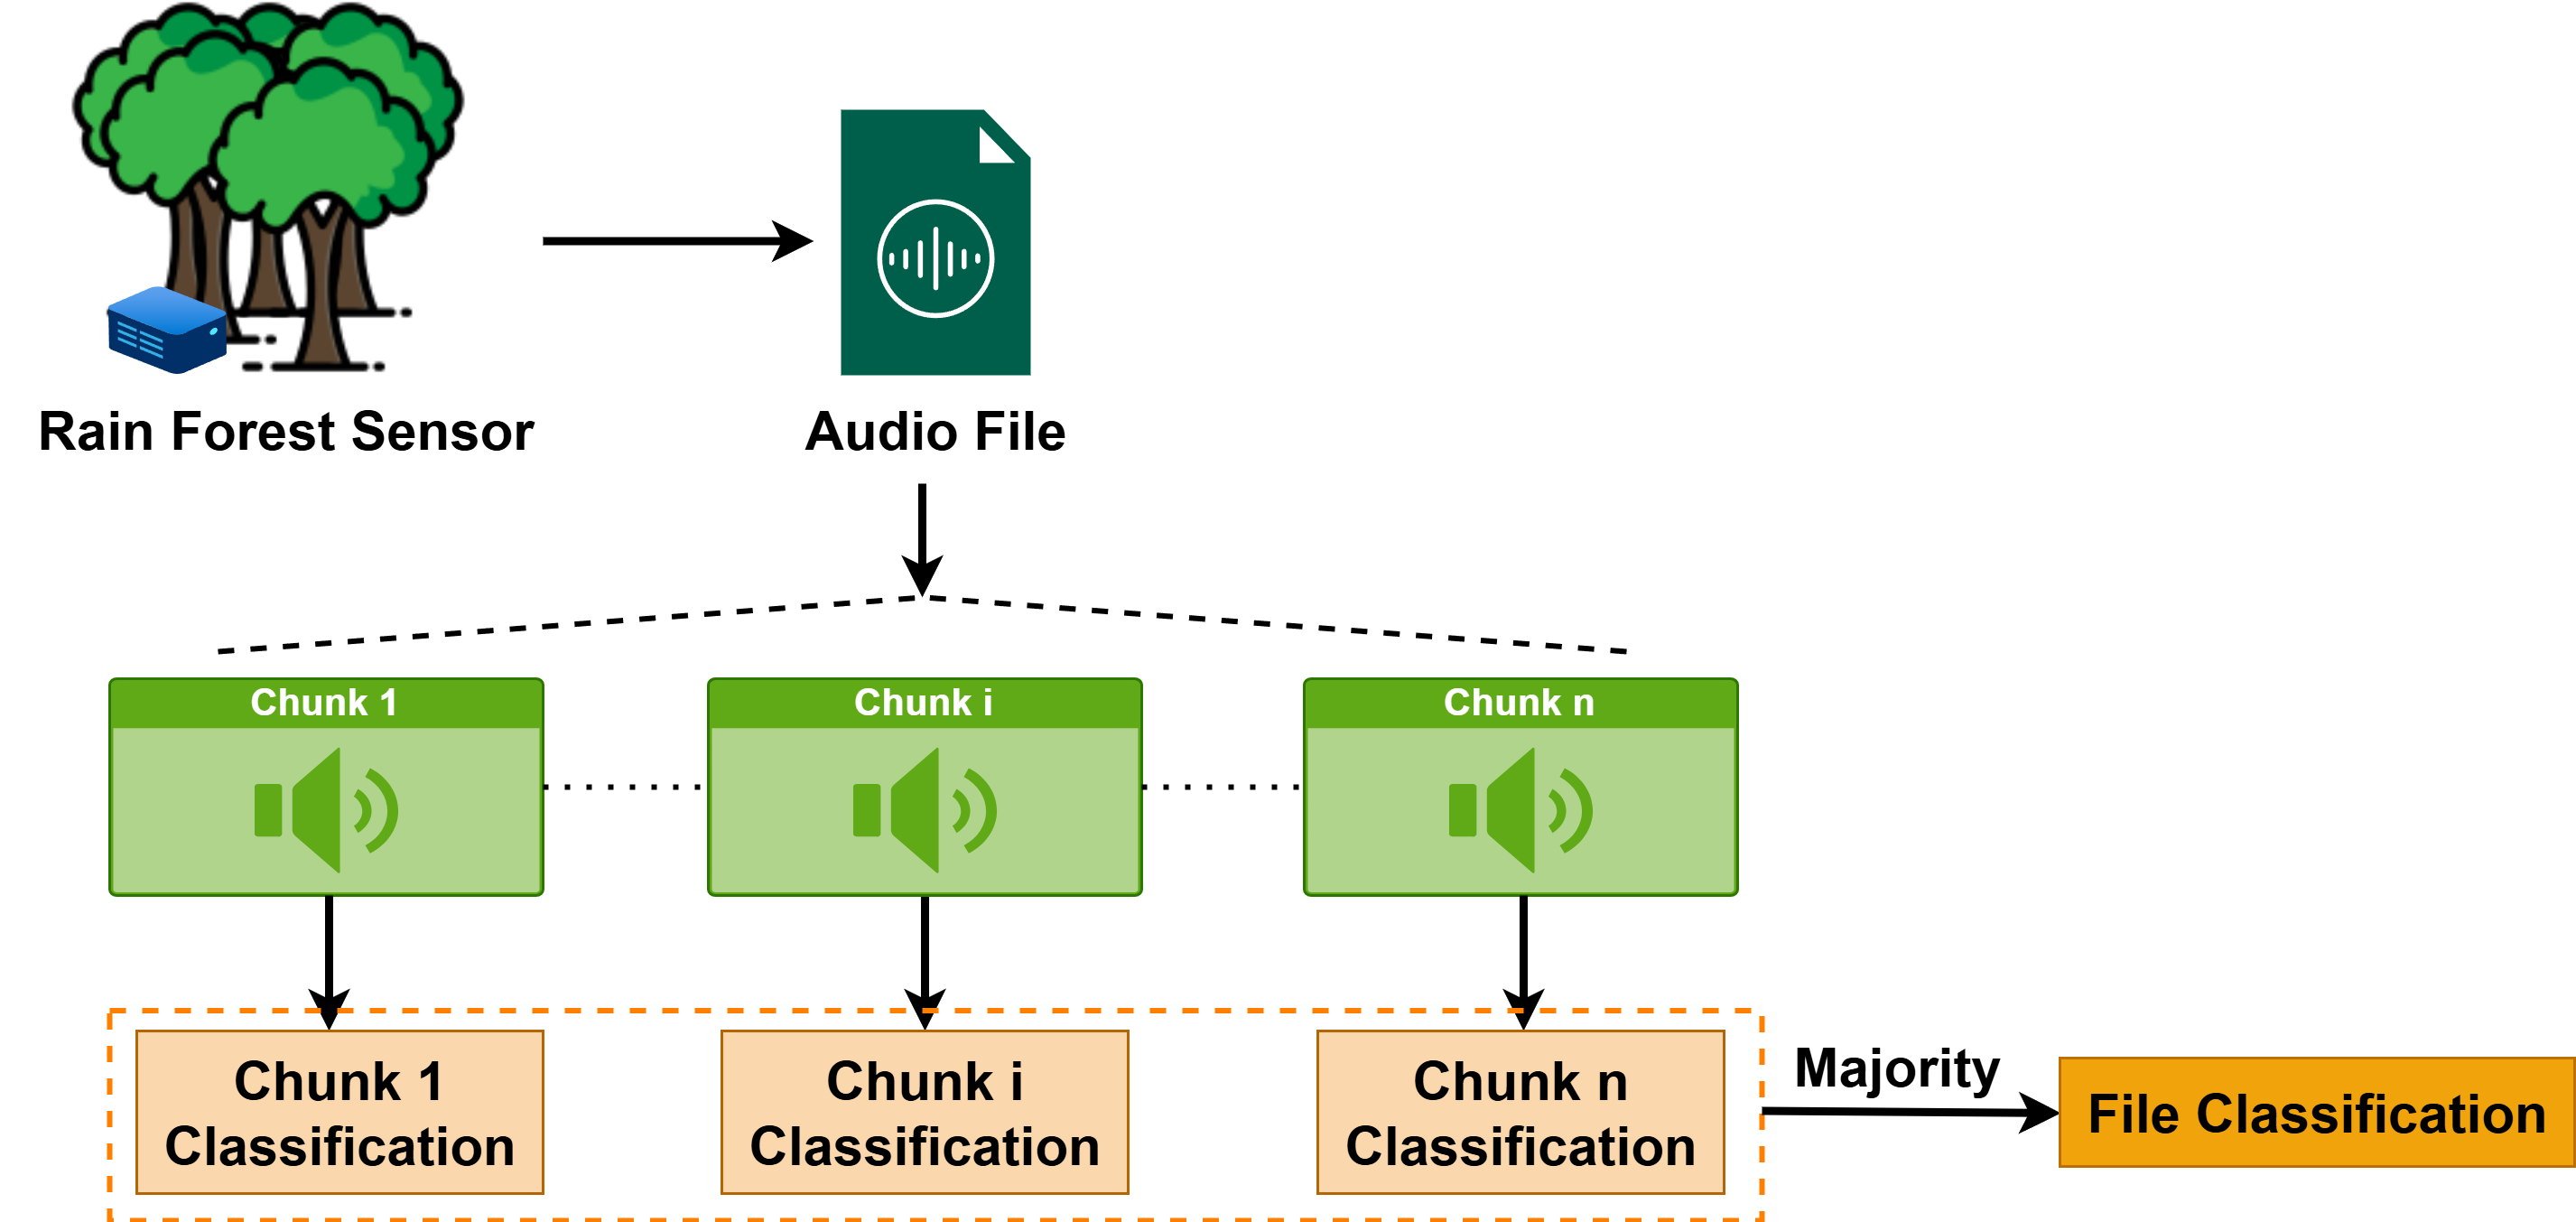 Rain Forest Sensor
Audio File
Chunk 1
Chunk i
Chunk n
Chunk 1
Classification
Chunk i
Classification
Chunk n
Classification
Majority
File Classification